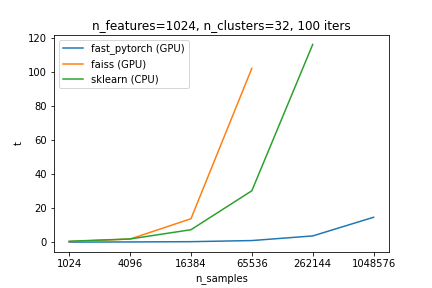 n_features=1024, n_clusters=32, 100 iters
fast_pytorch (GPU)
faiss (GPU)
sklearn (CPU)
120
100
80
60
40
20
0
t
1024 4096 16384 65536 262144 1048576
n_samples